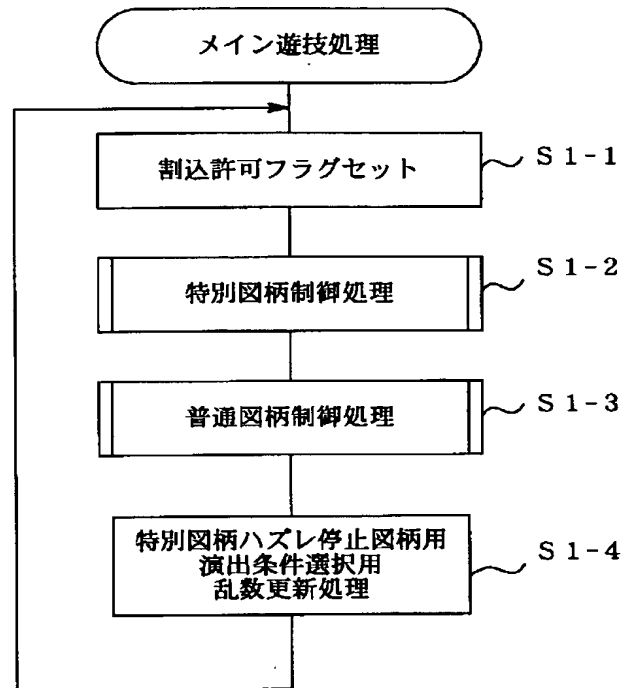 メイン遊技処理
割込許可フラグセット
S1-1
特別図柄制御処理
S1-2
普通図柄制御処理
S1-3
特別図柄ハズレ停止図柄用
演出条件選択用
乱数更新処理
S1-4